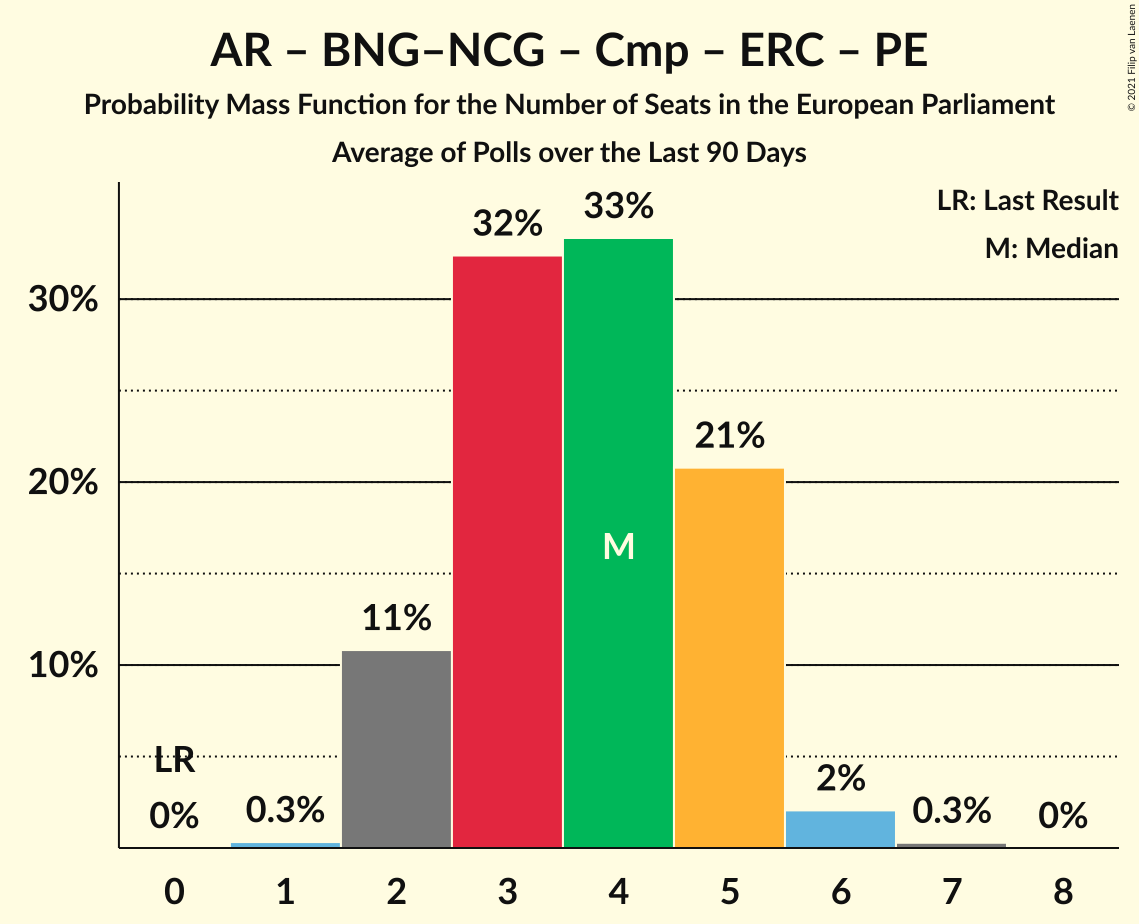 AR – BNG–NCG – Cmp – ERC – PE
Probability Mass Function for the Number of Seats in the European Parliament
Average of Polls over the Last 90 Days
© 2021 Filip van Laenen
LR: Last Result
M: Median
33%
32%
30%
21%
20%
M
11%
10%
LR
0%
0.3%
2%
0.3%
0%
0 1 2 3 4 5 6 7 8